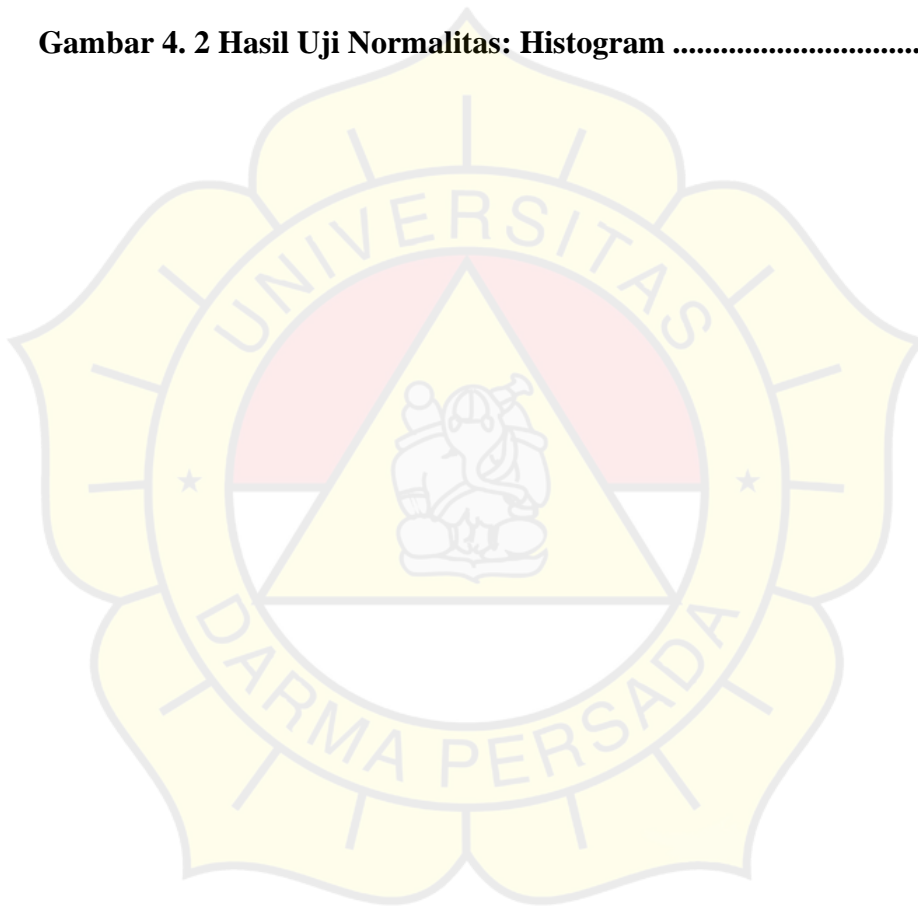 Gambar 4. 2 Hasil Uji Normalitas: Histogram ................................
UNIVERSITAS
DARMA PERSADA